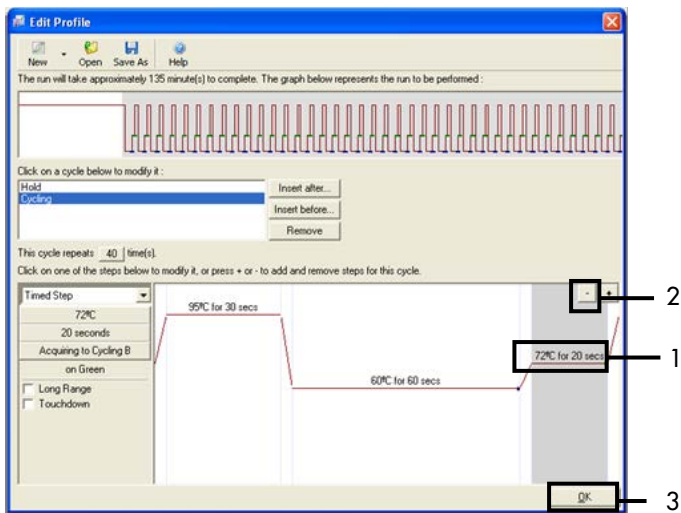 Edit Profile
New Open Save As Help
The run will take approximately 135 minute(s) to complete. The graph below represents the run to be performed :
Click on a cycle below to modify it :
Hold
Cycling
Insert after...
Insert before...
Remove
This cycle repeats 40 time(s).
Click on one of the steps below to modify it, or press + or - to add and remove steps for this cycle.
Timed Step
72ºC
20 seconds
Acquiring to Cycling B
on Green
Long Range
Touchdown
95ºC for 30 secs
60ºC for 60 secs
72ºC for 20 secs
- +
2
1
OK
3